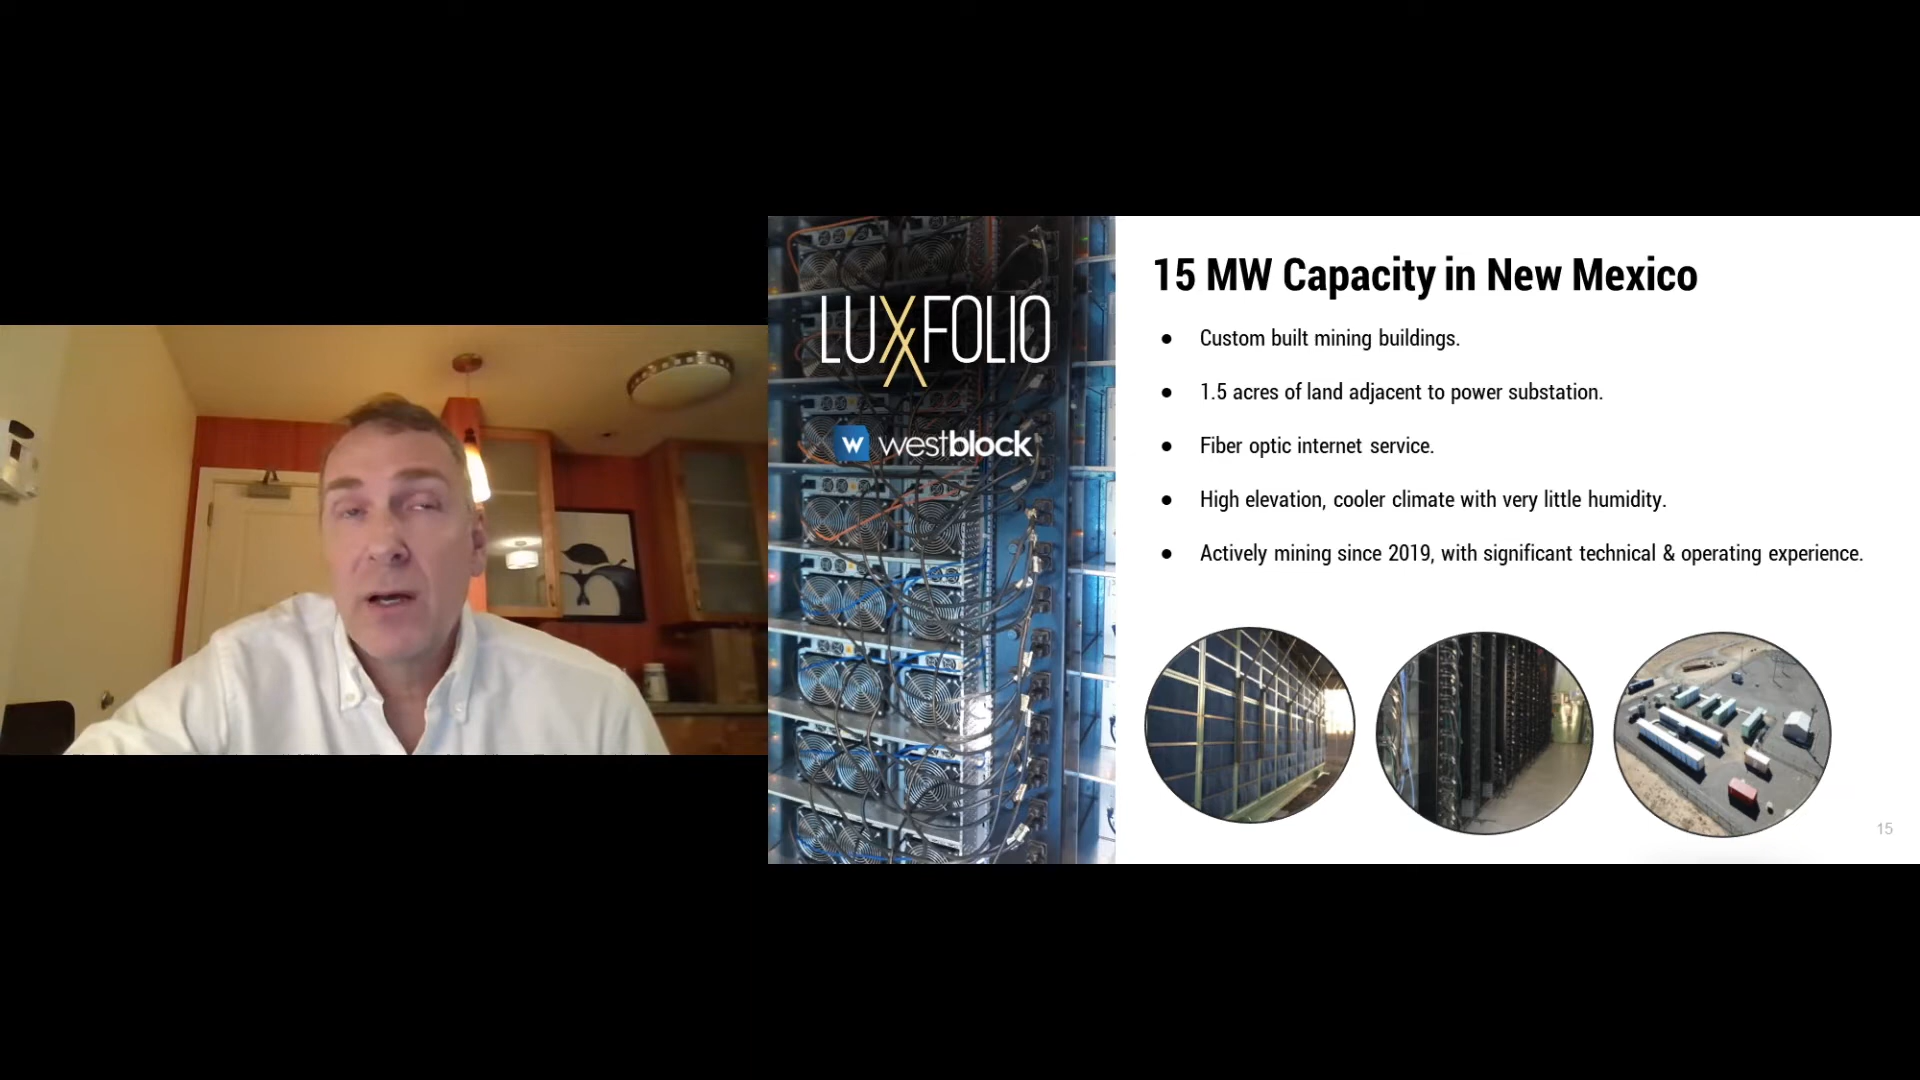 LUXXFOLIO
w westblock
15 MW Capacity in New Mexico
● Custom built mining buildings.
● 1.5 acres of land adjacent to power substation.
● Fiber optic internet service.
● High elevation, cooler climate with very little humidity.
● Actively mining since 2019, with significant technical & operating experience.
15